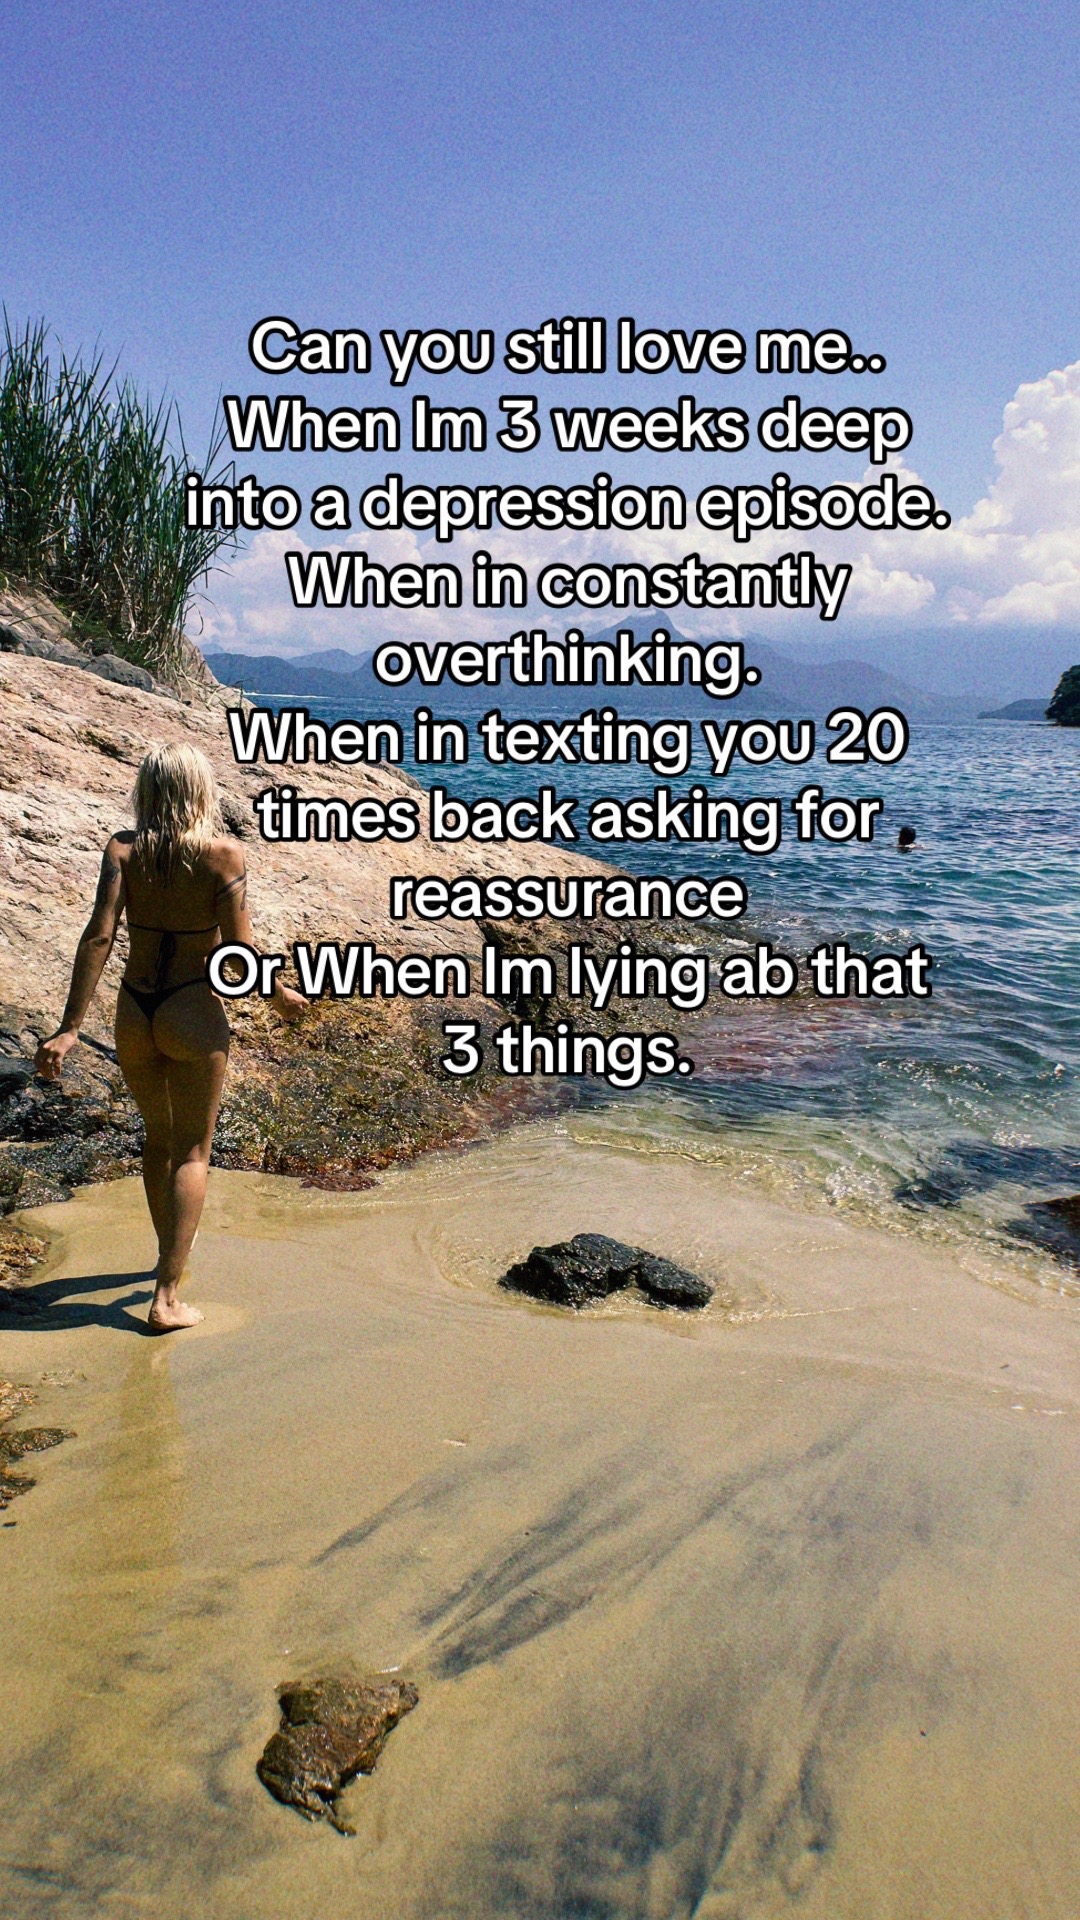 Can you still love me..
When Im 3 weeks deep
into a depression episode.
When in constantly
overthinking.
When in texting you 20
times back asking for
reassurance
Or When Im lying ab that
3 things.